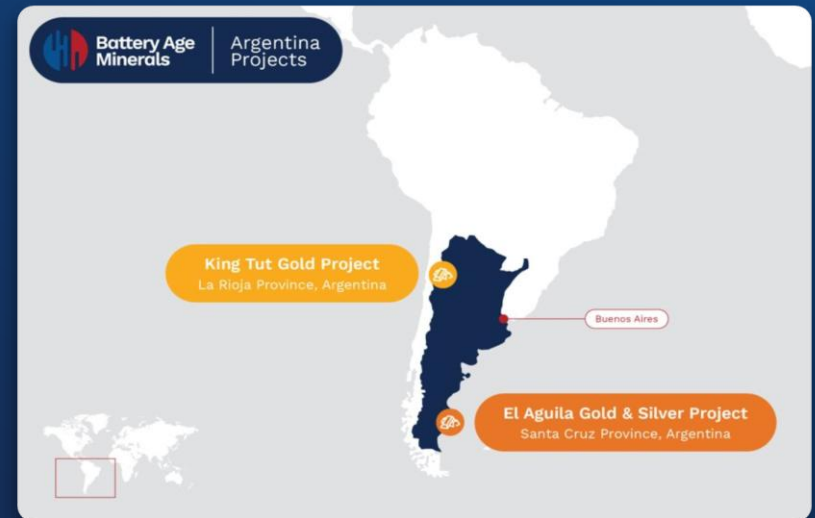 Battery Age
Minerals
Argentina
Projects
King Tut Gold Project
La Rioja Province, Argentina
Buenos Aires
El Aguila Gold & Silver Project
Santa Cruz Province, Argentina